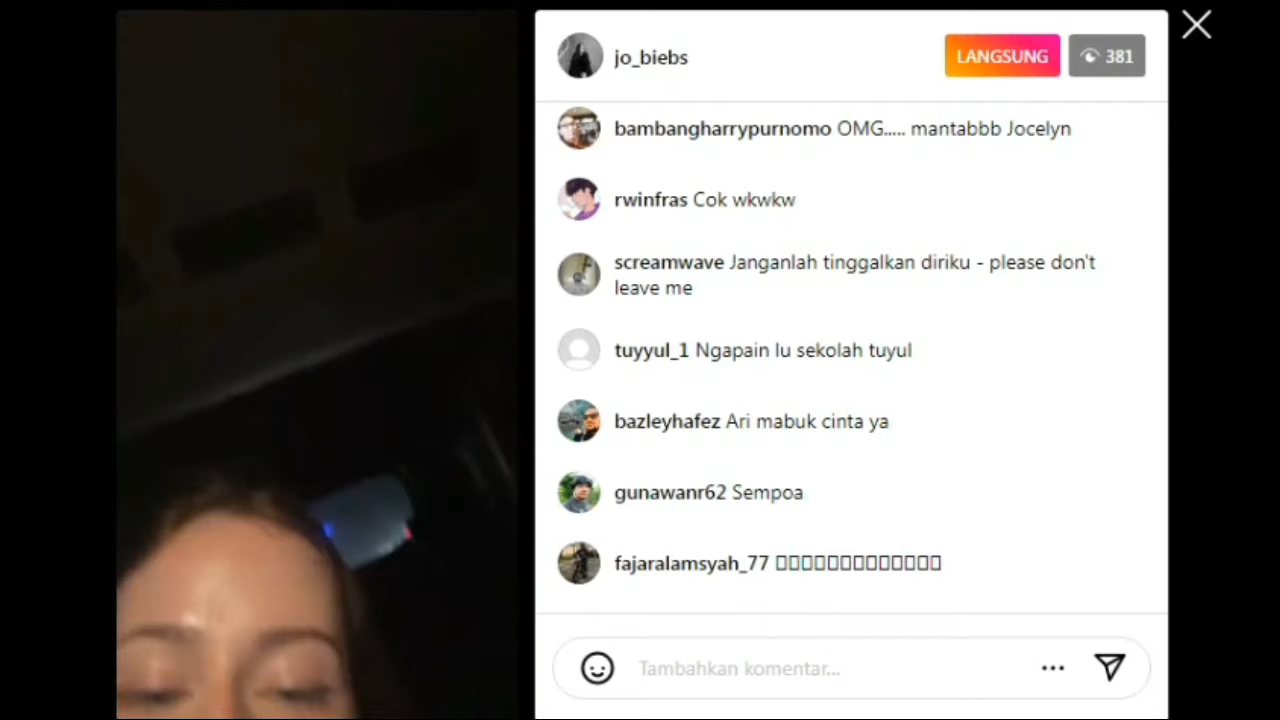 jo_biebs
LANGSUNG
381
bambangharrypurnomo OMG..... mantabbb Jocelyn
rwinfras Cok wkwkw
screamwave Janganlah tinggalkan diriku - please don't
leave me
tuyyul_1 Ngapain lu sekolah tuyul
bazleyhafez Ari mabuk cinta ya
gunawanr62 Sempoa
fajaralamsyah_77 
Tambahkan komentar...